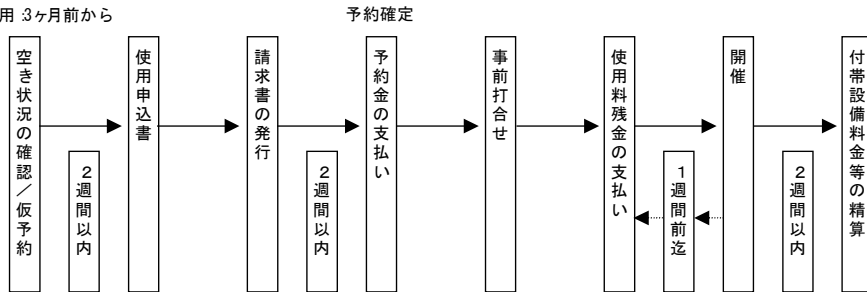 用:3ヶ月前から
予約確定
空き状況の確認/仮予約
2週間以内
使用申込書
請求書の発行
2週間以内
予約金の支払い
事前打合せ
使用料残金の支払い
1週間前迄
開催
2週間以内
付帯設備料金等の精算